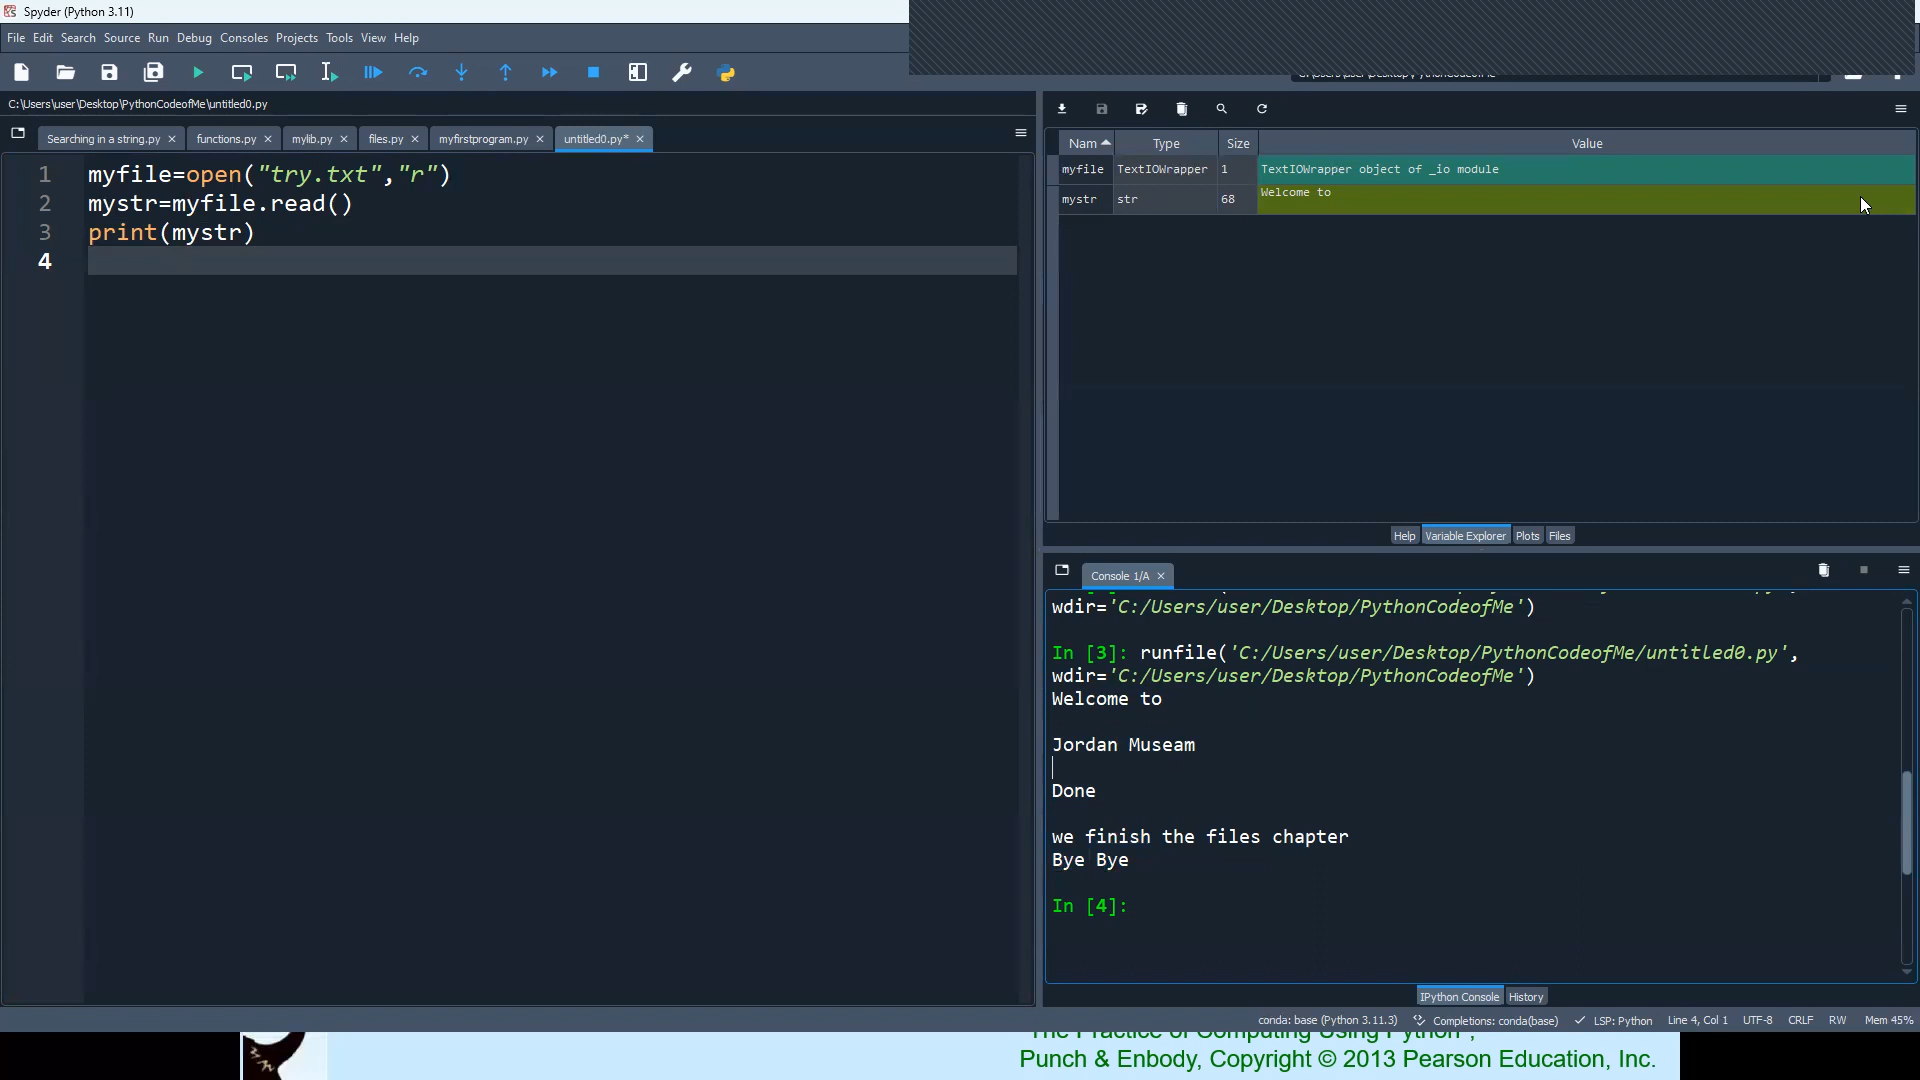 Spyder (Python 3.11)
File Edit Search Source Run Debug Consoles Projects Tools View Help
C:\Users\user\Desktop\PythonCodeofMe\untitled0.py
Searching in a string.py functions.py mylib.py files.py myfirstprogram.py untitled0.py*
1 myfile=open("try.txt","r")
2 mystr=myfile.read()
3 print(mystr)
4
Nam Type Size Value
myfile TextIOWrapper 1 TextIOWrapper object of _io module
mystr str 68 Welcome to
Help Variable Explorer Plots Files
Console 1/A
wdir='C:/Users/user/Desktop/PythonCodeofMe')
In [3]: runfile('C:/Users/user/Desktop/PythonCodeofMe/untitled0.py',
wdir='C:/Users/user/Desktop/PythonCodeofMe')
Welcome to
Jordan Museam
Done
we finish the files chapter
Bye Bye
In [4]:
IPython Console History
conda: base (Python 3.11.3) Completions: conda(base) LSP: Python Line 4, Col 1 UTF-8 CRLF RW Mem 45%
The Practice of Computing Using Python",
Punch & Enbody, Copyright © 2013 Pearson Education, Inc.